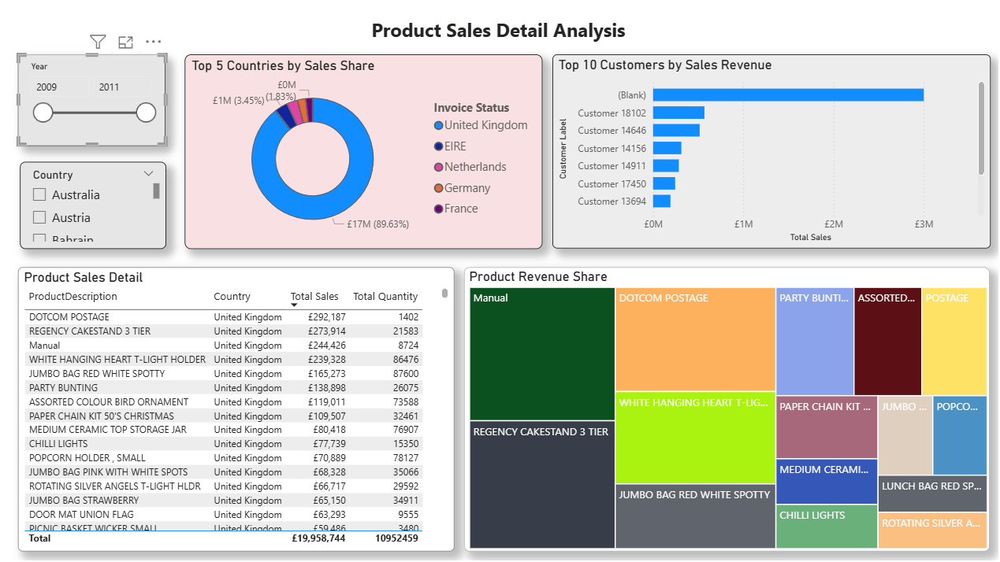 Product Sales Detail Analysis
Year
2009 2011
Country
Australia
Austria
Bahrain
Top 5 Countries by Sales Share
£0M
(1.83%)
£1M (3.45%)
£17M (89.63%)
Invoice Status
United Kingdom
EIRE
Netherlands
Germany
France
Top 10 Customers by Sales Revenue
Customer Label
(Blank)
Customer 18102
Customer 14646
Customer 14156
Customer 14911
Customer 17450
Customer 13694
£0M £1M £2M £3M
Total Sales
Product Sales Detail
ProductDescription Country Total Sales Total Quantity
DOTCOM POSTAGE United Kingdom £292,187 1402
REGENCY CAKESTAND 3 TIER United Kingdom £273,914 21583
Manual United Kingdom £244,426 8724
WHITE HANGING HEART T-LIGHT HOLDER United Kingdom £239,328 86476
JUMBO BAG RED WHITE SPOTTY United Kingdom £165,273 87600
PARTY BUNTING United Kingdom £138,898 26075
ASSORTED COLOUR BIRD ORNAMENT United Kingdom £119,011 73588
PAPER CHAIN KIT 50'S CHRISTMAS United Kingdom £109,507 32461
MEDIUM CERAMIC TOP STORAGE JAR United Kingdom £80,418 76907
CHILLI LIGHTS United Kingdom £77,739 15350
POPCORN HOLDER , SMALL United Kingdom £70,889 78127
JUMBO BAG PINK WITH WHITE SPOTS United Kingdom £68,328 35066
ROTATING SILVER ANGELS T-LIGHT HLDR United Kingdom £66,717 29592
JUMBO BAG STRAWBERRY United Kingdom £65,150 34911
DOOR MAT UNION FLAG United Kingdom £63,293 9555
PICNIC BASKET WICKER SMALL United Kingdom £59,486 3480
Total £19,958,744 10952459
Product Revenue Share
Manual
REGENCY CAKESTAND 3 TIER
DOTCOM POSTAGE
WHITE HANGING HEART T-LIG...
JUMBO BAG RED WHITE SPOTTY
PARTY BUNTI...
ASSORTED...
POSTAGE
PAPER CHAIN KIT ...
JUMBO ...
POPCO...
MEDIUM CERAMI...
LUNCH BAG RED SP...
CHILLI LIGHTS
ROTATING SILVER A...